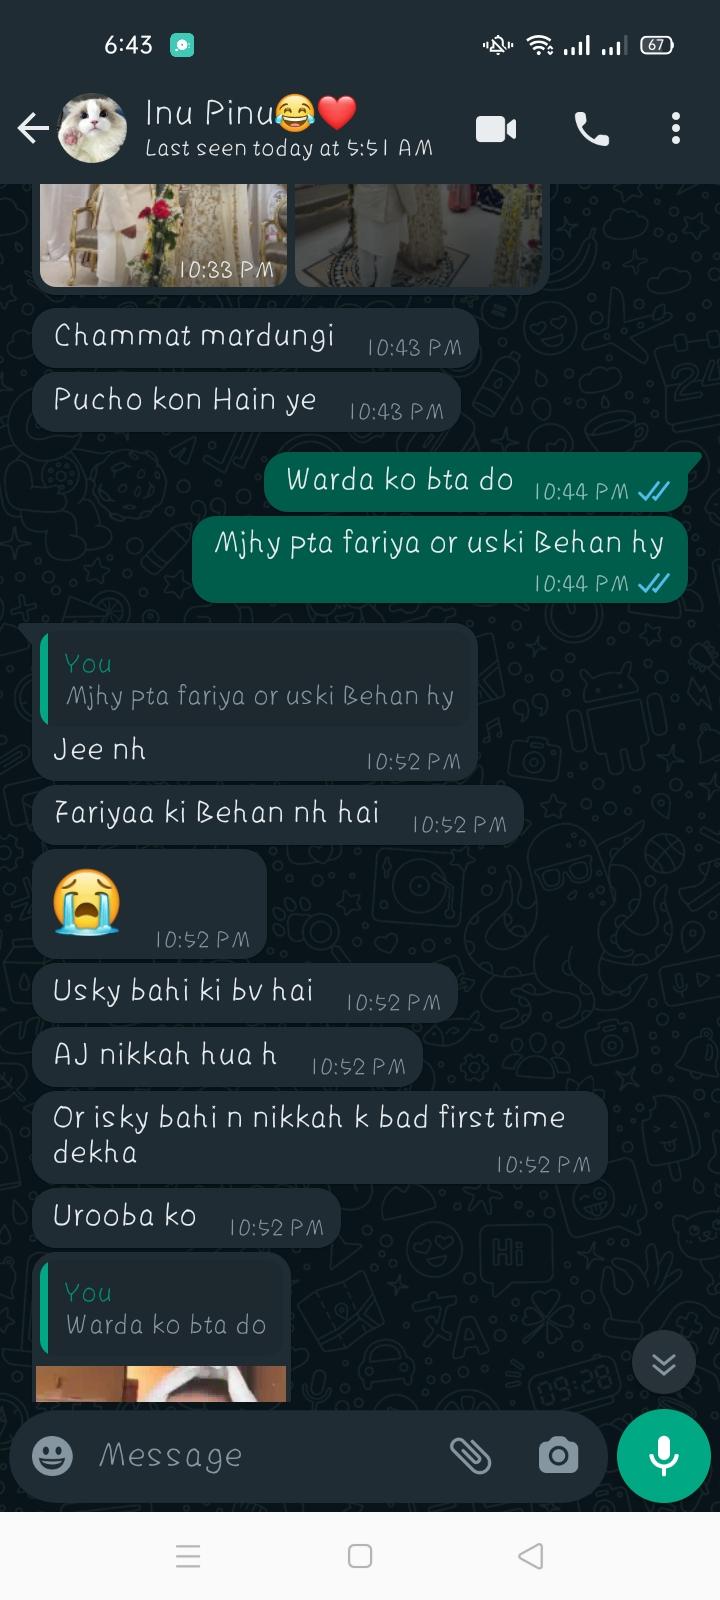 6:43
67
Inu Pinu😂❤️
Last seen today at 5:51 AM
10:33 PM
Chammat mardungi 10:43 PM
Pucho kon Hain ye 10:43 PM
Warda ko bta do 10:44 PM
Mjhy pta fariya or uski Behan hy
10:44 PM
You
Mjhy pta fariya or uski Behan hy
Jee nh 10:52 PM
Fariyaa ki Behan nh hai 10:52 PM
😭 10:52 PM
Usky bahi ki bv hai 10:52 PM
AJ nikkah hua h 10:52 PM
Or isky bahi n nikkah k bad first time
dekha 10:52 PM
Urooba ko 10:52 PM
You
Warda ko bta do
Message